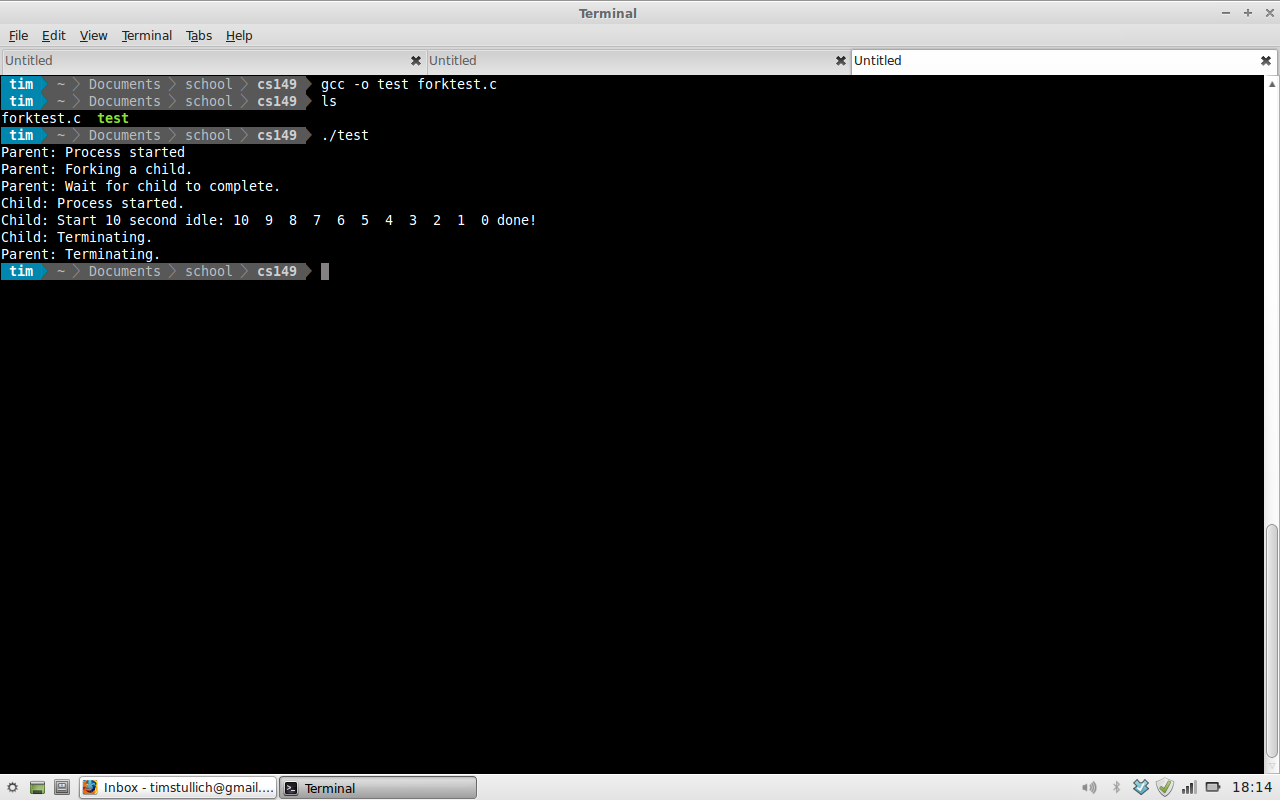 Terminal
File Edit View Terminal Tabs Help
Untitled Untitled Untitled
tim ~ Documents school cs149 gcc -o test forktest.c
tim ~ Documents school cs149 ls
forktest.c  test
tim ~ Documents school cs149 ./test
Parent: Process started
Parent: Forking a child.
Parent: Wait for child to complete.
Child: Process started.
Child: Start 10 second idle: 10  9  8  7  6  5  4  3  2  1  0 done!
Child: Terminating.
Parent: Terminating.
tim ~ Documents school cs149
Inbox - timstullich@gmail.... Terminal 18:14